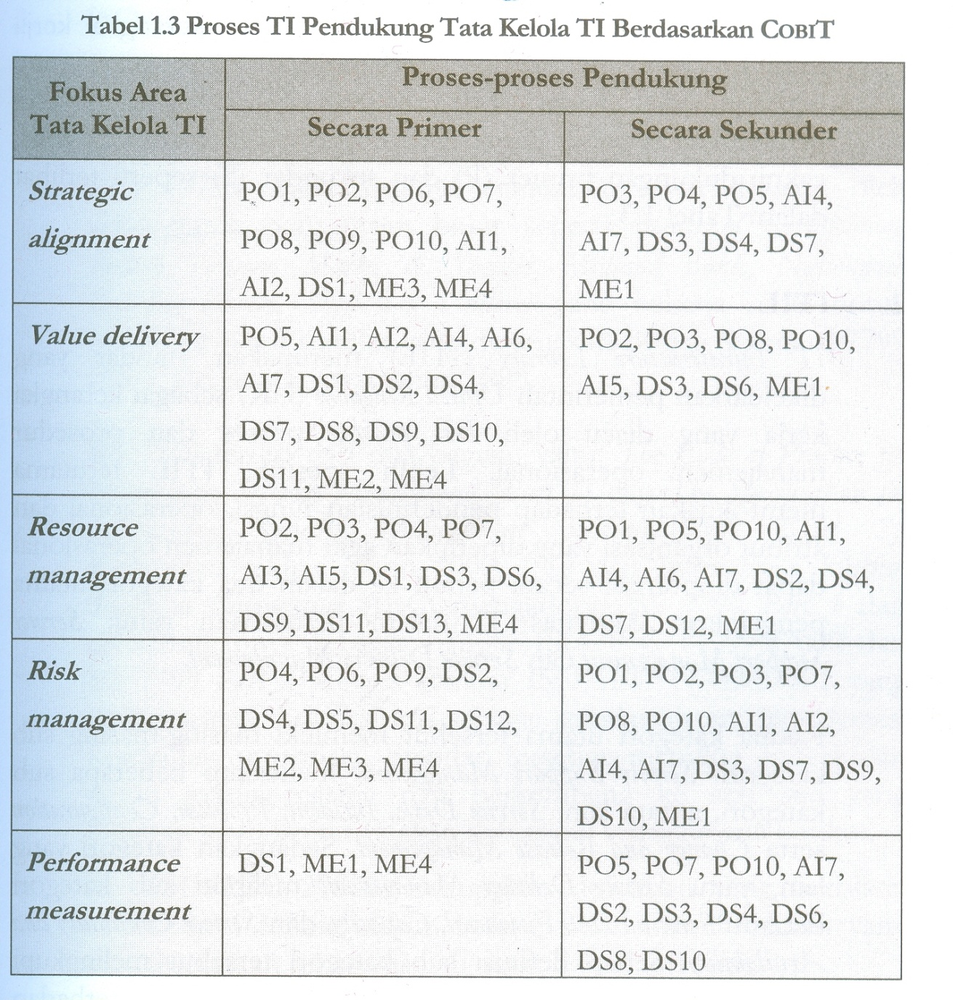 Tabel 1.3 Proses TI Pendukung Tata Kelola TI Berdasarkan COBIT
Fokus Area
Tata Kelola TI
Proses-proses Pendukung
Secara Primer
Secara Sekunder
Strategic
alignment
PO1, PO2, PO6, PO7,
PO8, PO9, PO10, AI1,
AI2, DS1, ME3, ME4
PO3, PO4, PO5, AI4,
AI7, DS3, DS4, DS7,
ME1
Value delivery
PO5, AI1, AI2, AI4, AI6,
AI7, DS1, DS2, DS4,
DS7, DS8, DS9, DS10,
DS11, ME2, ME4
PO2, PO3, PO8, PO10,
AI5, DS3, DS6, ME1
Resource
management
PO2, PO3, PO4, PO7,
AI3, AI5, DS1, DS3, DS6,
DS9, DS11, DS13, ME4
PO1, PO5, PO10, AI1,
AI4, AI6, AI7, DS2, DS4,
DS7, DS12, ME1
Risk
management
PO4, PO6, PO9, DS2,
DS4, DS5, DS11, DS12,
ME2, ME3, ME4
PO1, PO2, PO3, PO7,
PO8, PO10, AI1, AI2,
AI4, AI7, DS3, DS7, DS9,
DS10, ME1
Performance
measurement
DS1, ME1, ME4
PO5, PO7, PO10, AI7,
DS2, DS3, DS4, DS6,
DS8, DS10